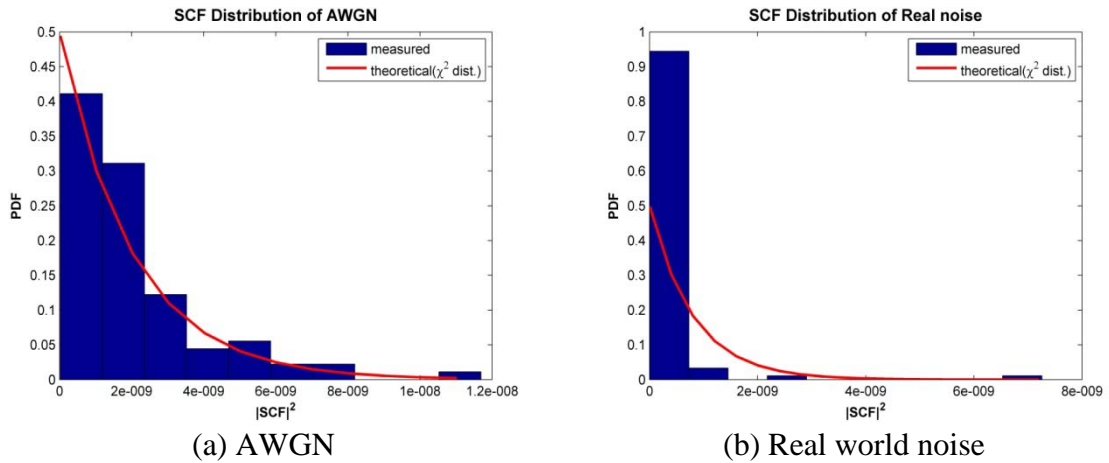 SCF Distribution of AWGN
0.5
0.45
0.4
0.35
0.3
0.25
0.2
0.15
0.1
0.05
0
PDF
measured
theoretical(χ² dist.)
0 2e-009 4e-009 6e-009 8e-009 1e-008 1.2e-008
|SCF|²
(a) AWGN
SCF Distribution of Real noise
1
0.9
0.8
0.7
0.6
0.5
0.4
0.3
0.2
0.1
0
PDF
measured
theoretical(χ² dist.)
0 2e-009 4e-009 6e-009 8e-009
|SCF|²
(b) Real world noise